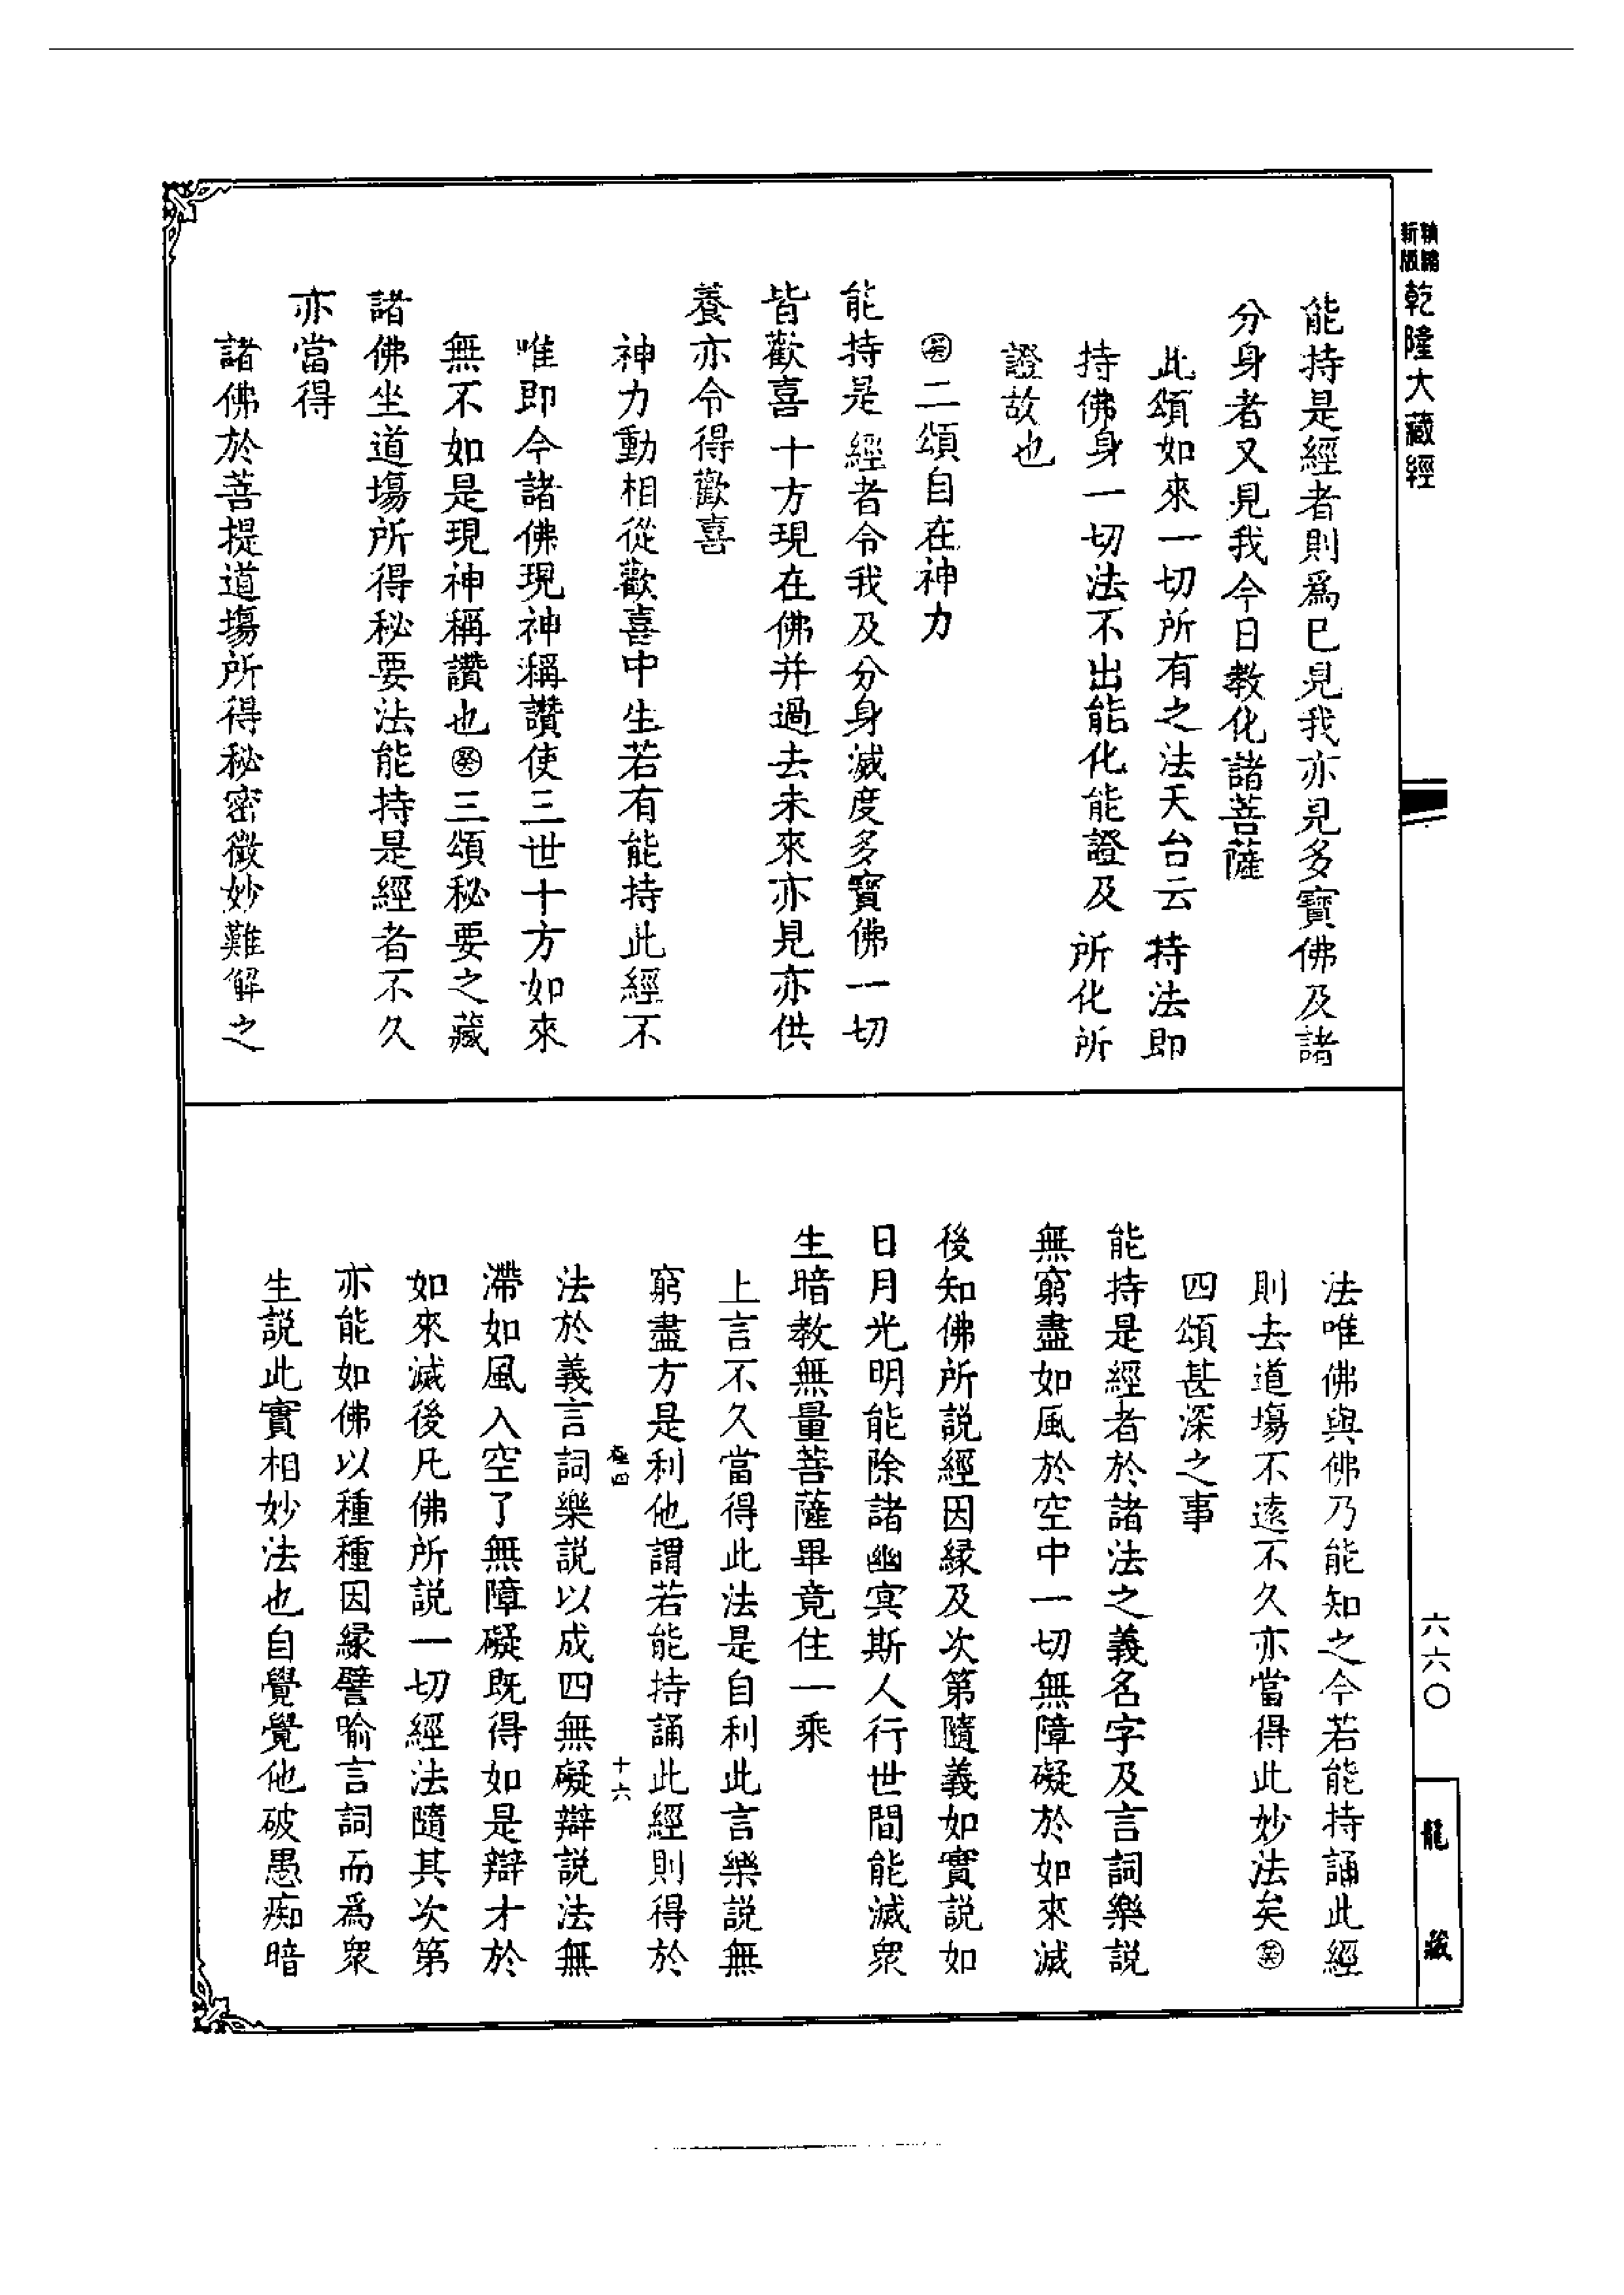 新版
精縮
乾隆大藏經
能持是經者則爲已見我亦見多寶佛及諸
分身者又見我今日教化諸菩薩
此頌如來一切所有之法天台云持法即
持佛身一切法不出能化能證及所化所
證故也
二頌自在神力
能持是經者令我及分身滅度多寶佛一切
皆歡喜十方現在佛并過去未來亦見亦供
養亦令得歡喜
神力動相從歡喜中生若有能持此經不
唯即今諸佛現神稱讚使三世十方如來
無不如是現神稱讚也㊇三頌秘要之藏
諸佛坐道場所得秘要法能持是經者不久
亦當得
諸佛於菩提道場所得秘密微妙難解之
法唯佛與佛乃能知之今若能持誦此經
則去道場不遠不久亦當得此妙法矣
四頌甚深之事
能持是經者於諸法之義名字及言詞樂說
無窮盡如風於空中一切無障礙於如來滅
後知佛所說經因緣及次第隨義如實說如
日月光明能除諸幽冥斯人行世間能滅衆
生暗教無量菩薩畢竟住一乘
上言不久當得此法是自利此言樂說無
窮盡方是利他謂若能持誦此經則得於
法於義言詞樂說以成四無礙辯說法無
滯如風入空了無障礙既得如是辯才於
如來滅後凡佛所說一切經法隨其次第
亦能如佛以種種因緣譬喻言詞而爲衆
生說此實相妙法也自覺覺他破愚痴暗
十六
六六〇
龍藏